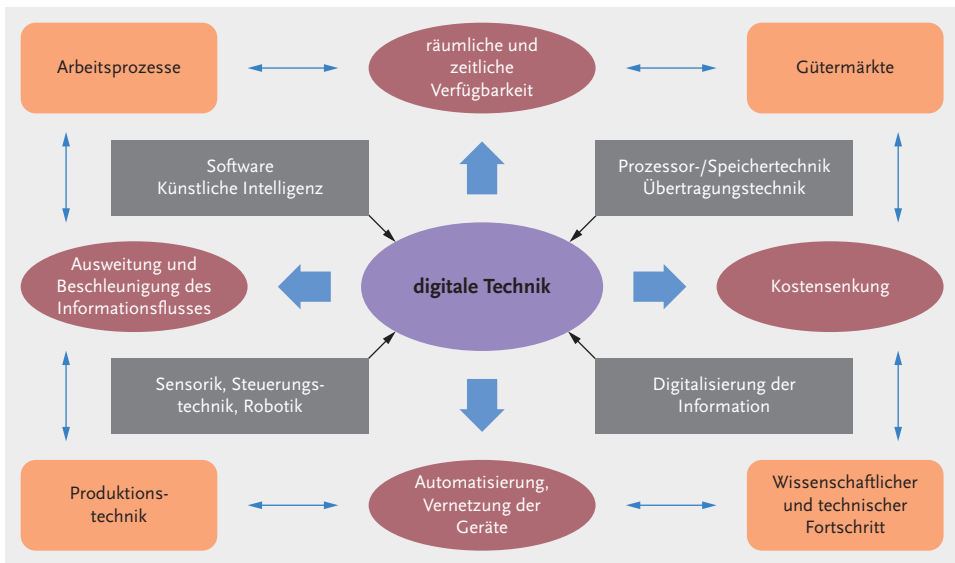 Arbeitsprozesse
räumliche und
zeitliche
Verfügbarkeit
Gütermärkte
Software
Künstliche Intelligenz
Prozessor-/Speichertechnik
Übertragungstechnik
Ausweitung und
Beschleunigung des
Informationsflusses
digitale Technik
Kostensenkung
Sensorik, Steuerungs-
technik, Robotik
Digitalisierung der
Information
Produktions-
technik
Automatisierung,
Vernetzung der
Geräte
Wissenschaftlicher
und technischer
Fortschritt